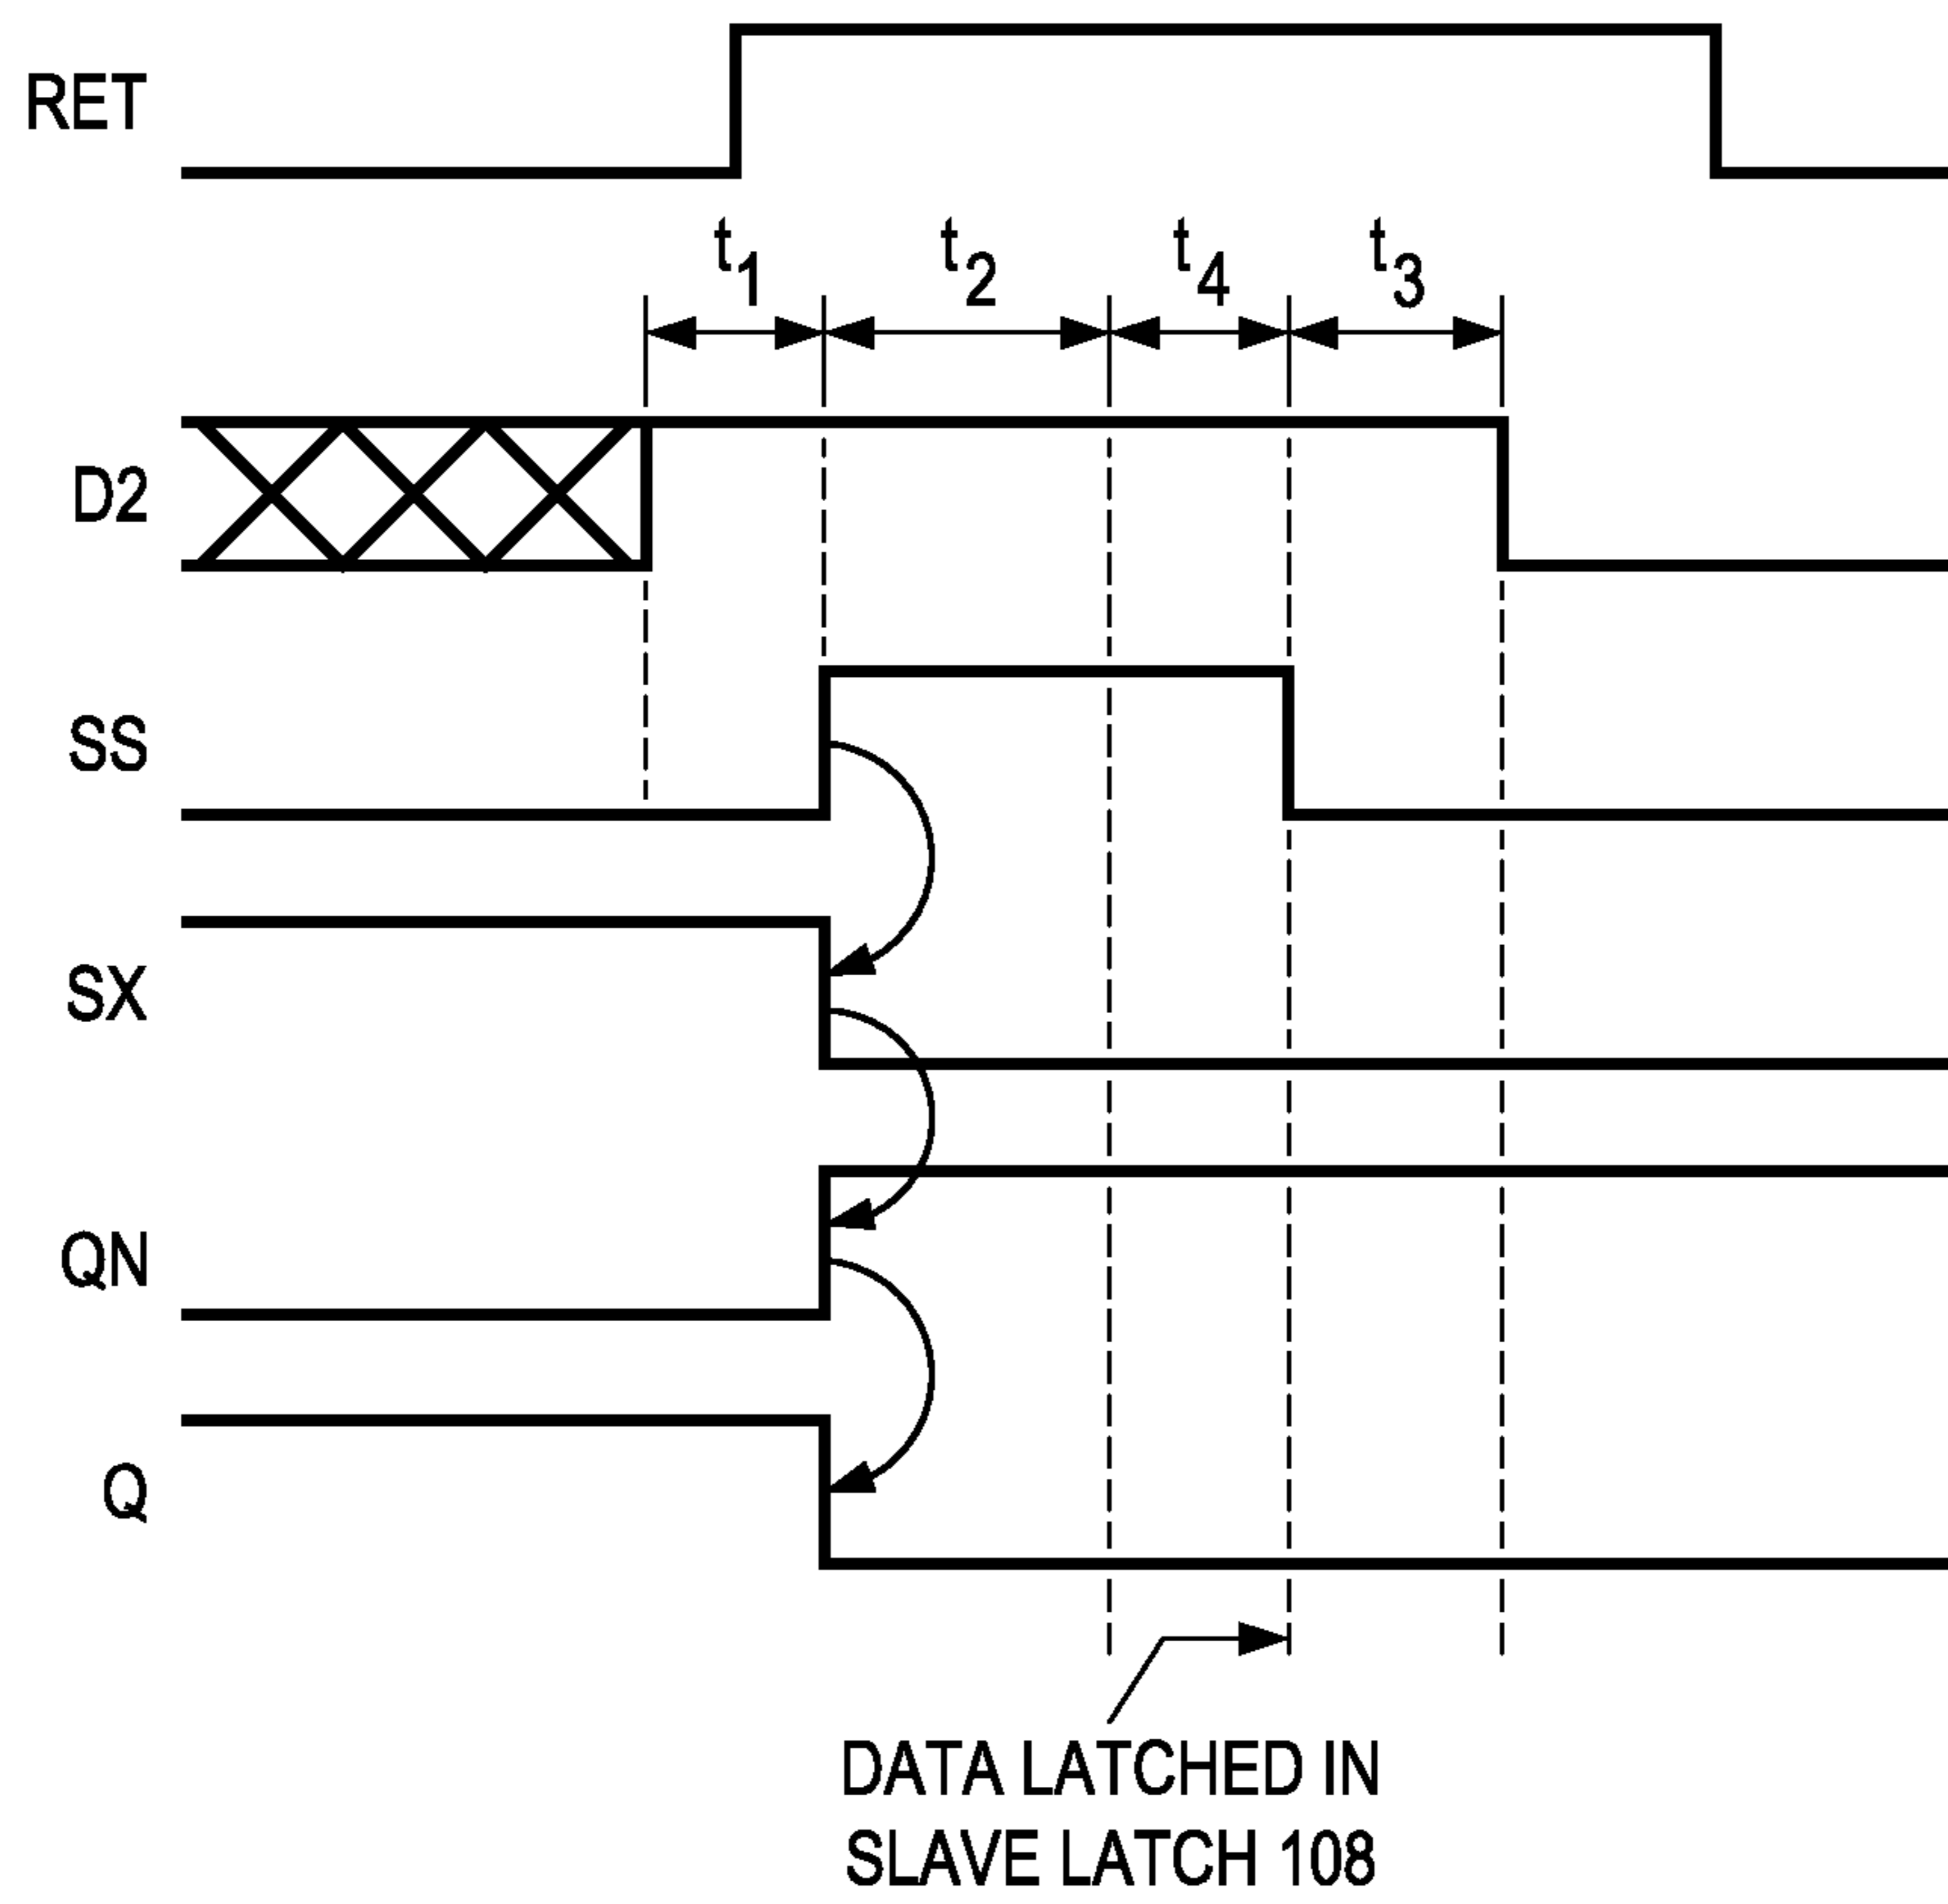 RET
t1 t2 t4 t3
D2
SS
SX
QN
Q
DATA LATCHED IN
SLAVE LATCH 108